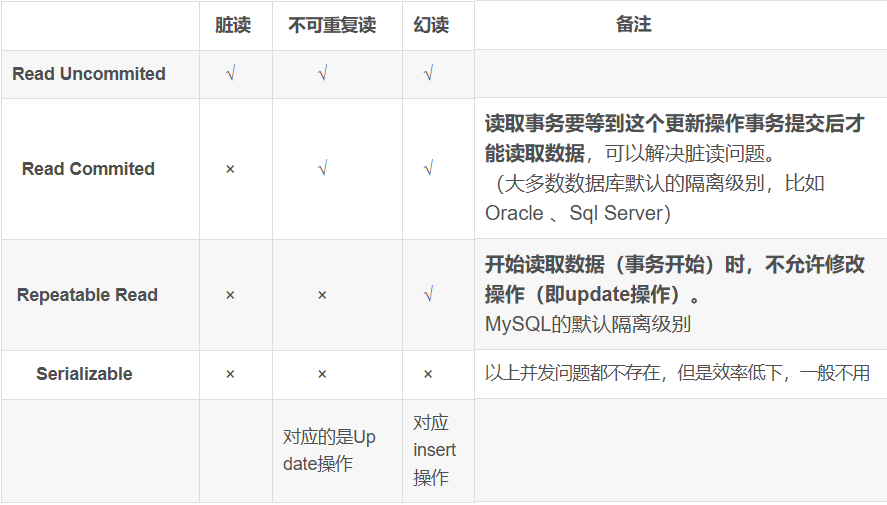 脏读 不可重复读 幻读 备注
Read Uncommited √ √ √
Read Commited × √ √
读取事务要等到这个更新操作事务提交后才
能读取数据，可以解决脏读问题。
（大多数数据库默认的隔离级别，比如
Oracle 、Sql Server）
Repeatable Read × × √
开始读取数据（事务开始）时，不允许修改
操作（即update操作）。
MySQL的默认隔离级别
Serializable × × × 以上并发问题都不存在，但是效率低下，一般不用
对应的是Up
date操作
对应
insert
操作